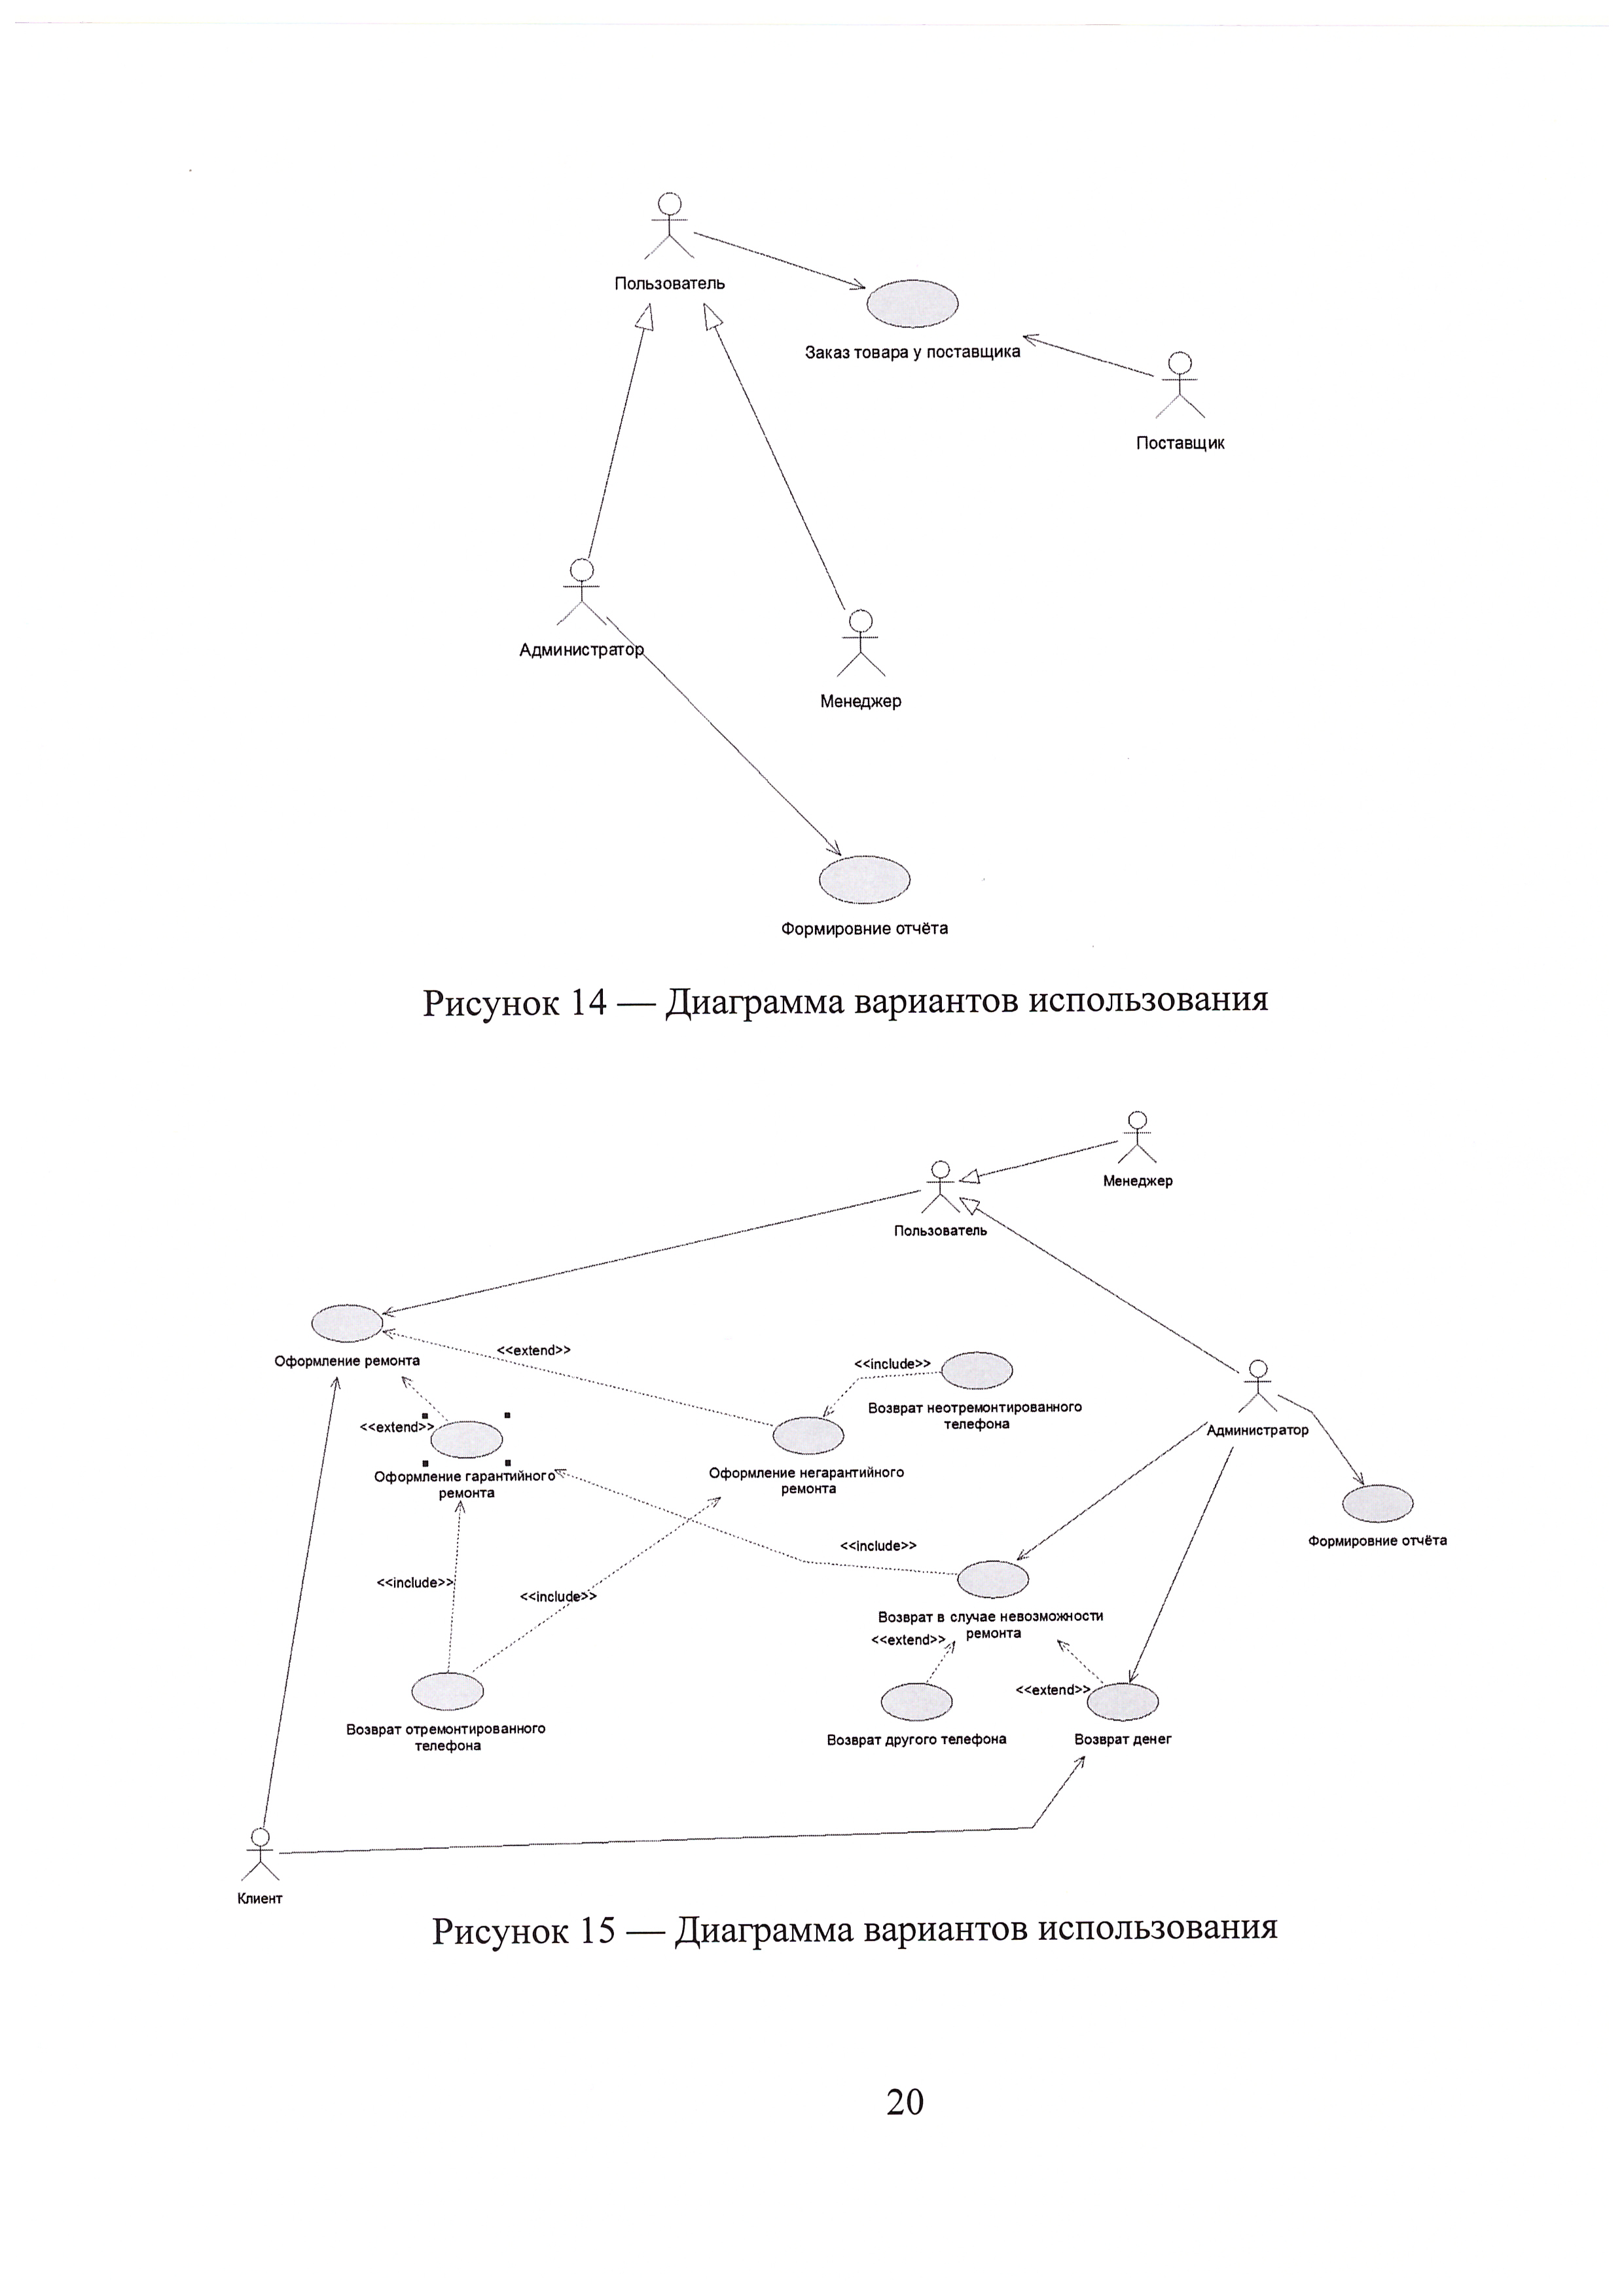 Пользователь
Заказ товара у поставщика
Поставщик
Администратор
Менеджер
Формировние отчёта
Рисунок 14 — Диаграмма вариантов использования
Менеджер
Пользователь
<<extend>>
Оформление ремонта
<<include>>
Возврат неотремонтированного
телефона
<<extend>>
Администратор
Оформление гарантийного
ремонта
Оформление негарантийного
ремонта
Формировние отчёта
<<include>>
<<include>>
<<include>>
Возврат в случае невозможности
ремонта
<<extend>>
<<extend>>
Возврат отремонтированного
телефона
Возврат другого телефона
Возврат денег
Клиент
Рисунок 15 — Диаграмма вариантов использования
20